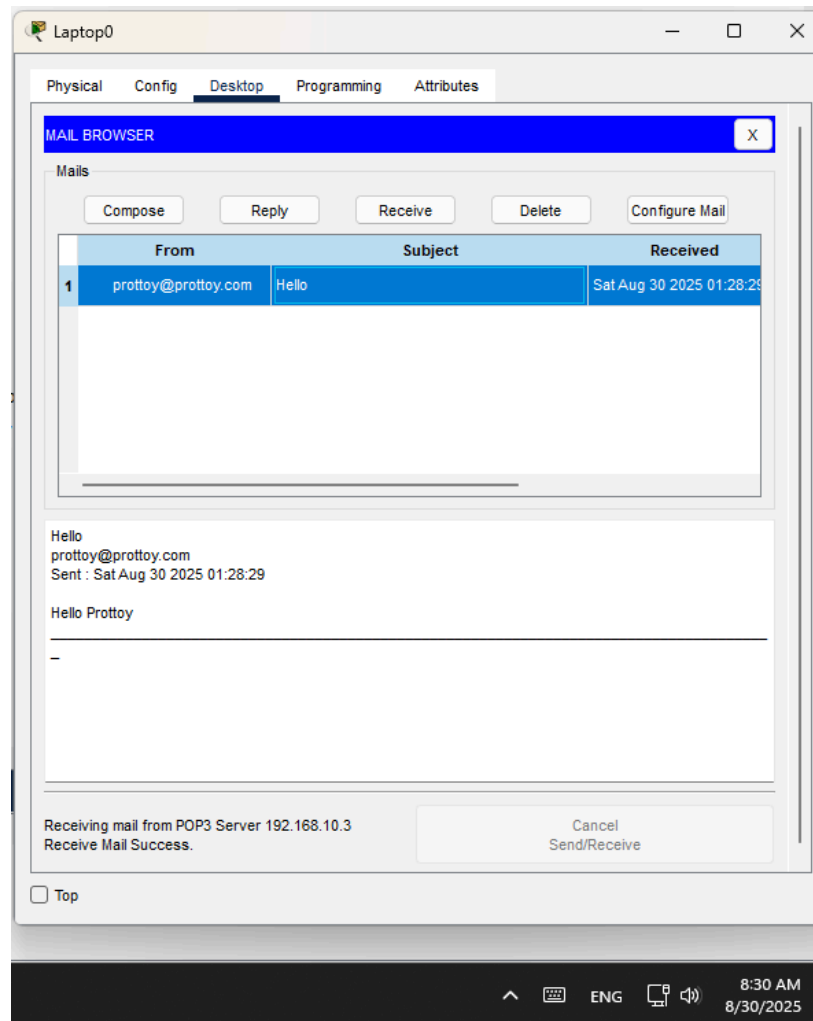 Laptop0
Physical Config Desktop Programming Attributes
MAIL BROWSER X
Mails
Compose Reply Receive Delete Configure Mail
From Subject Received
1 prottoy@prottoy.com Hello Sat Aug 30 2025 01:28:29
Hello
prottoy@prottoy.com
Sent : Sat Aug 30 2025 01:28:29
Hello Prottoy
Receiving mail from POP3 Server 192.168.10.3
Receive Mail Success.
Cancel
Send/Receive
Top
ENG
8:30 AM
8/30/2025